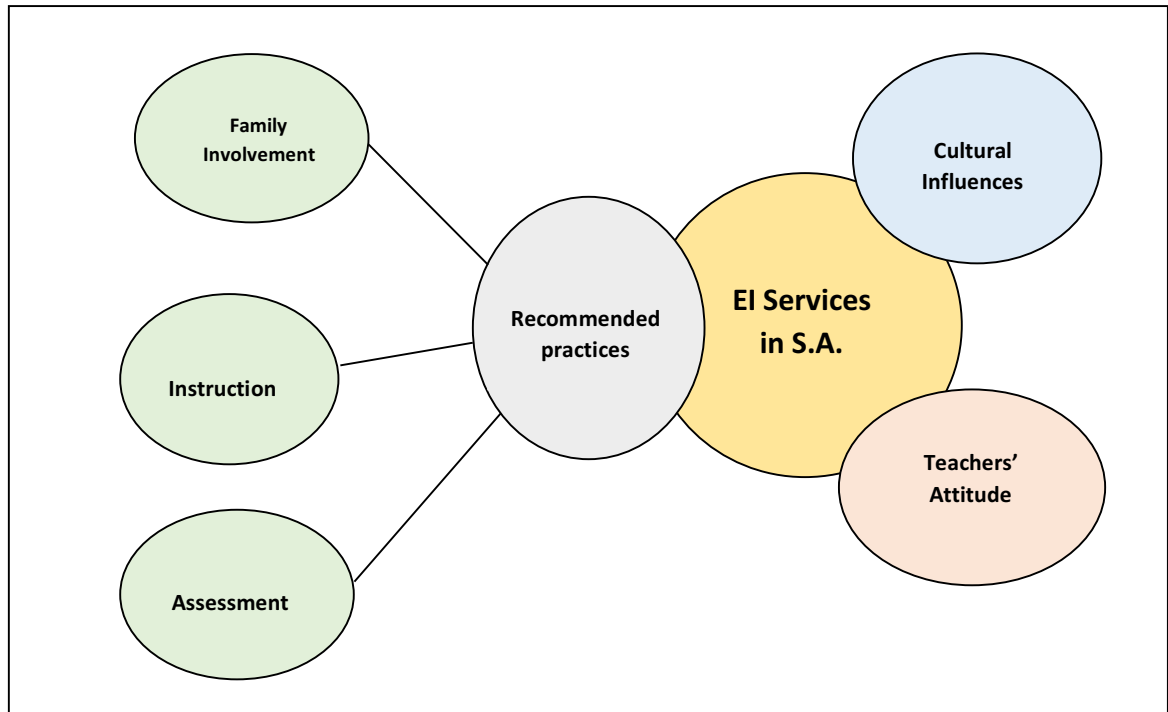 Family
Involvement
Instruction
Assessment
Recommended
practices
EI Services
in S.A.
Cultural
Influences
Teachers’
Attitude